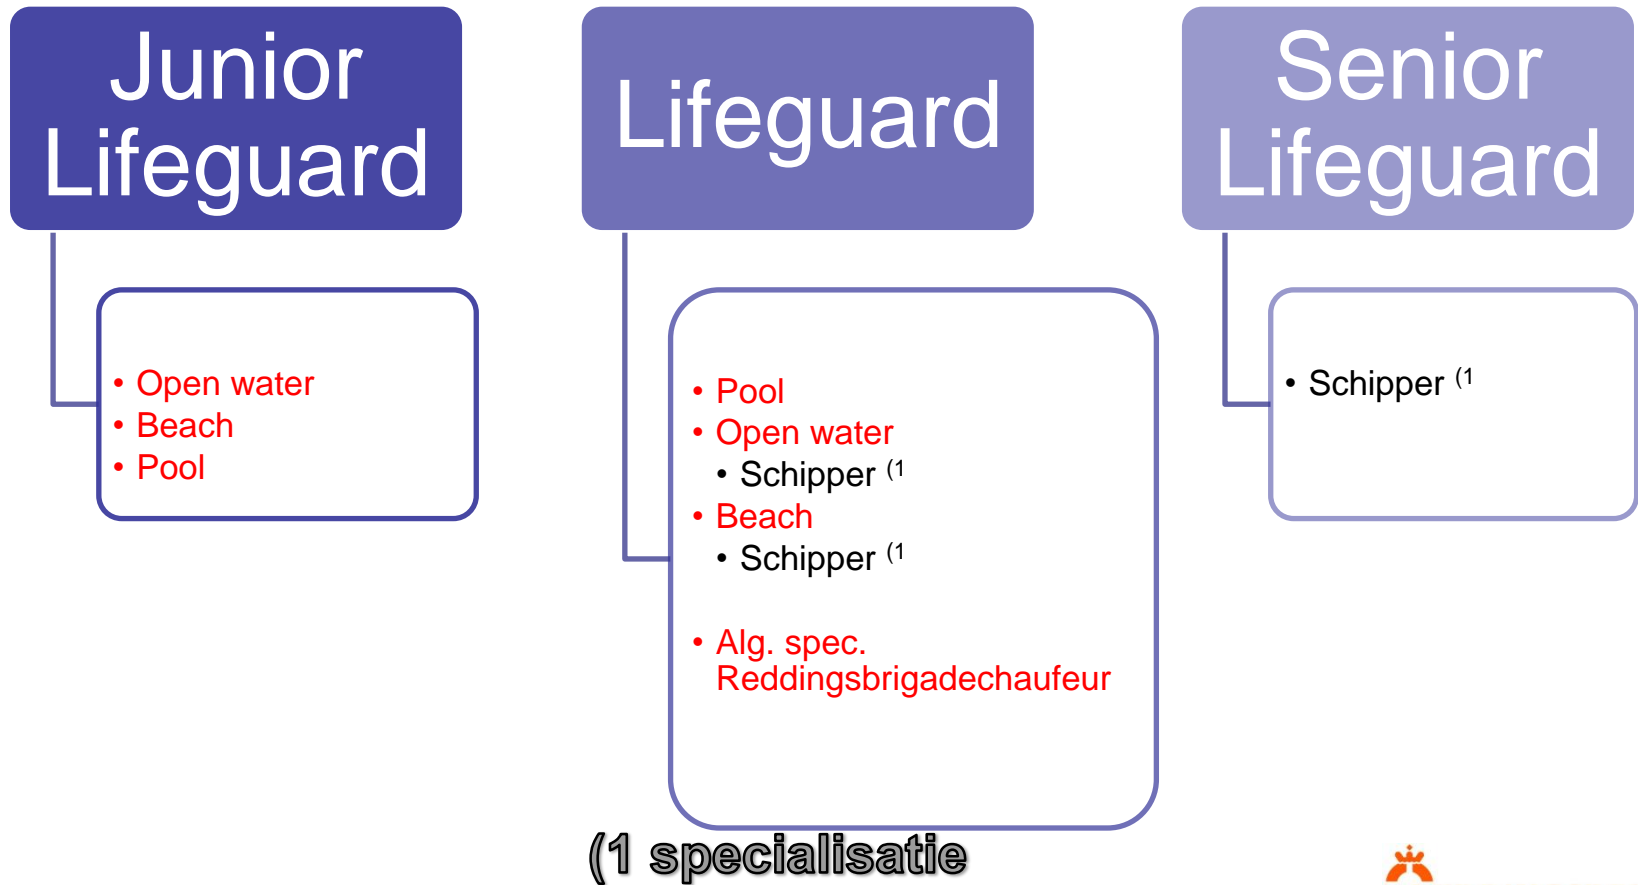 Junior
Lifeguard
• Open water
• Beach
• Pool
Lifeguard
• Pool
• Open water
• Schipper (1
• Beach
• Schipper (1
• Alg. spec.
Reddingsbrigadechaufeur
Senior
Lifeguard
• Schipper (1
(1 specialisatie